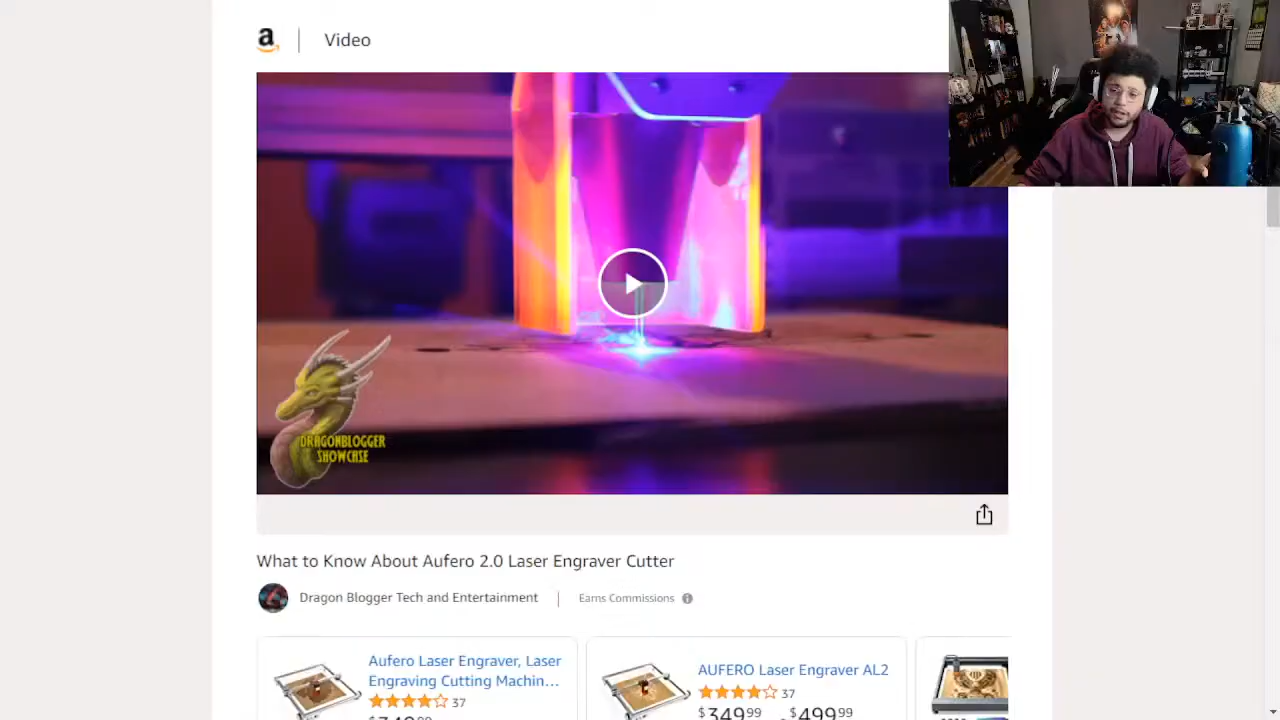 a
Video
DRAGONBLOGGER
SHOWCASE
What to Know About Aufero 2.0 Laser Engraver Cutter
Dragon Blogger Tech and Entertainment
Earns Commissions
Aufero Laser Engraver, Laser
Engraving Cutting Machin...
37
AUFERO Laser Engraver AL2
37
$349.99 - $499.99